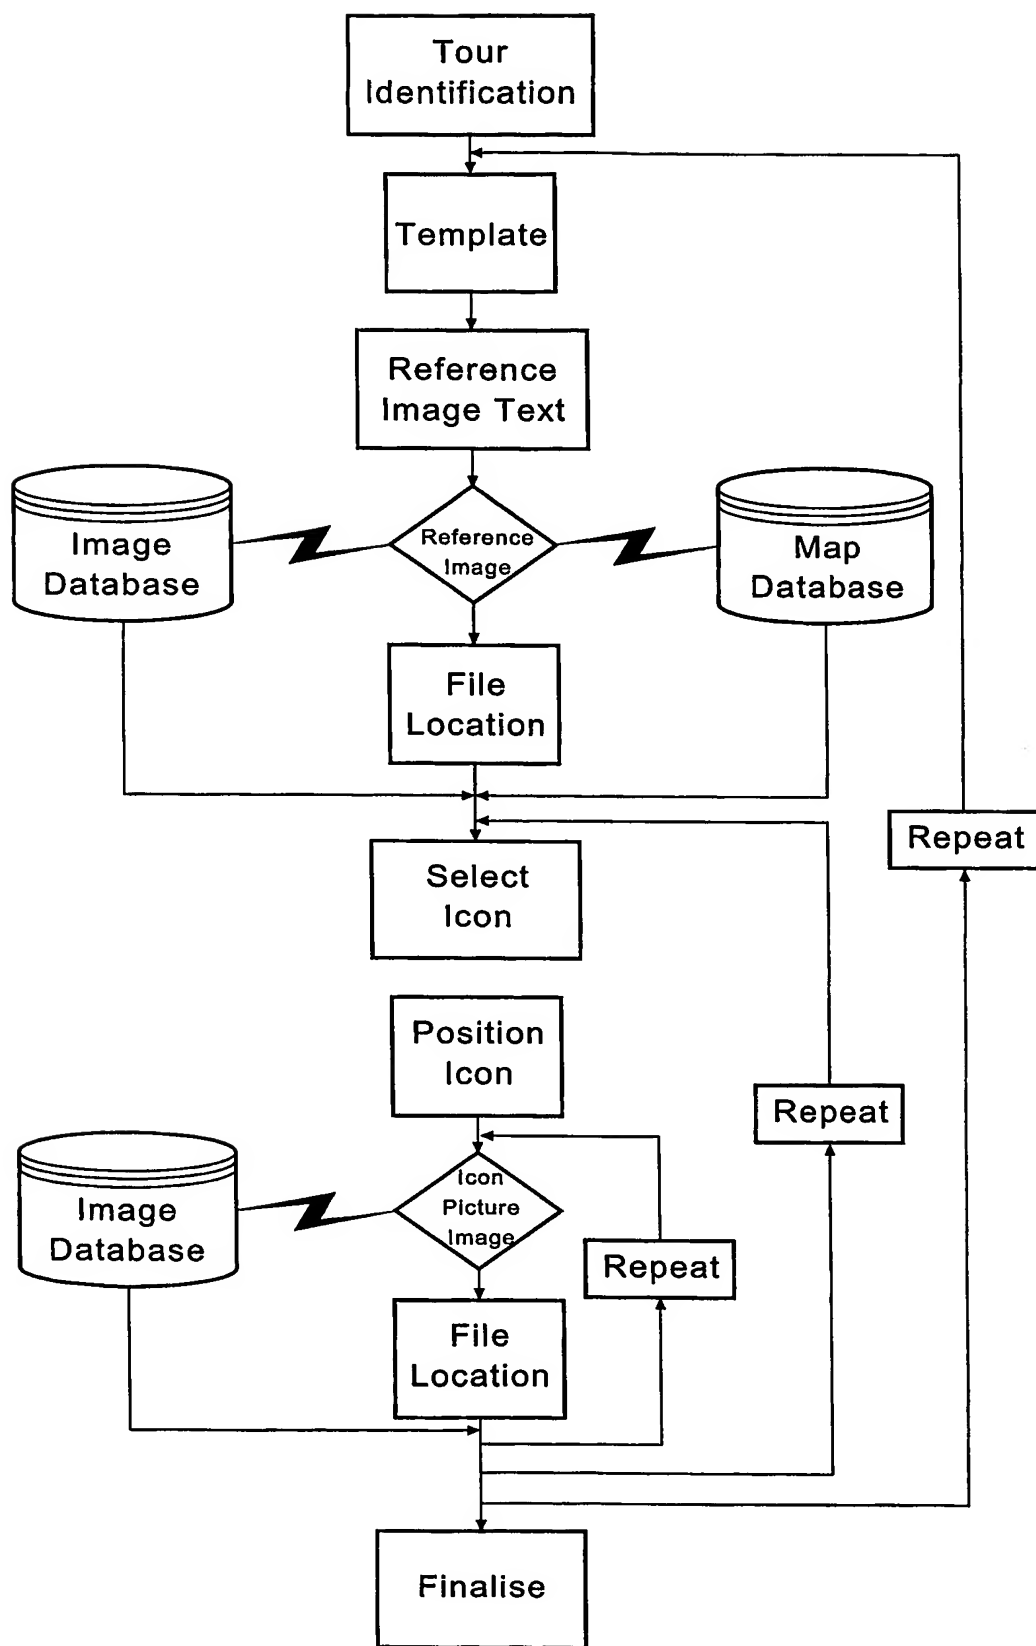 Tour
Identification
Template
Reference
Image Text
Image
Database
Reference
Image
Map
Database
File
Location
Repeat
Select
Icon
Position
Icon
Repeat
Image
Database
Icon
Picture
Image
Repeat
File
Location
Finalise